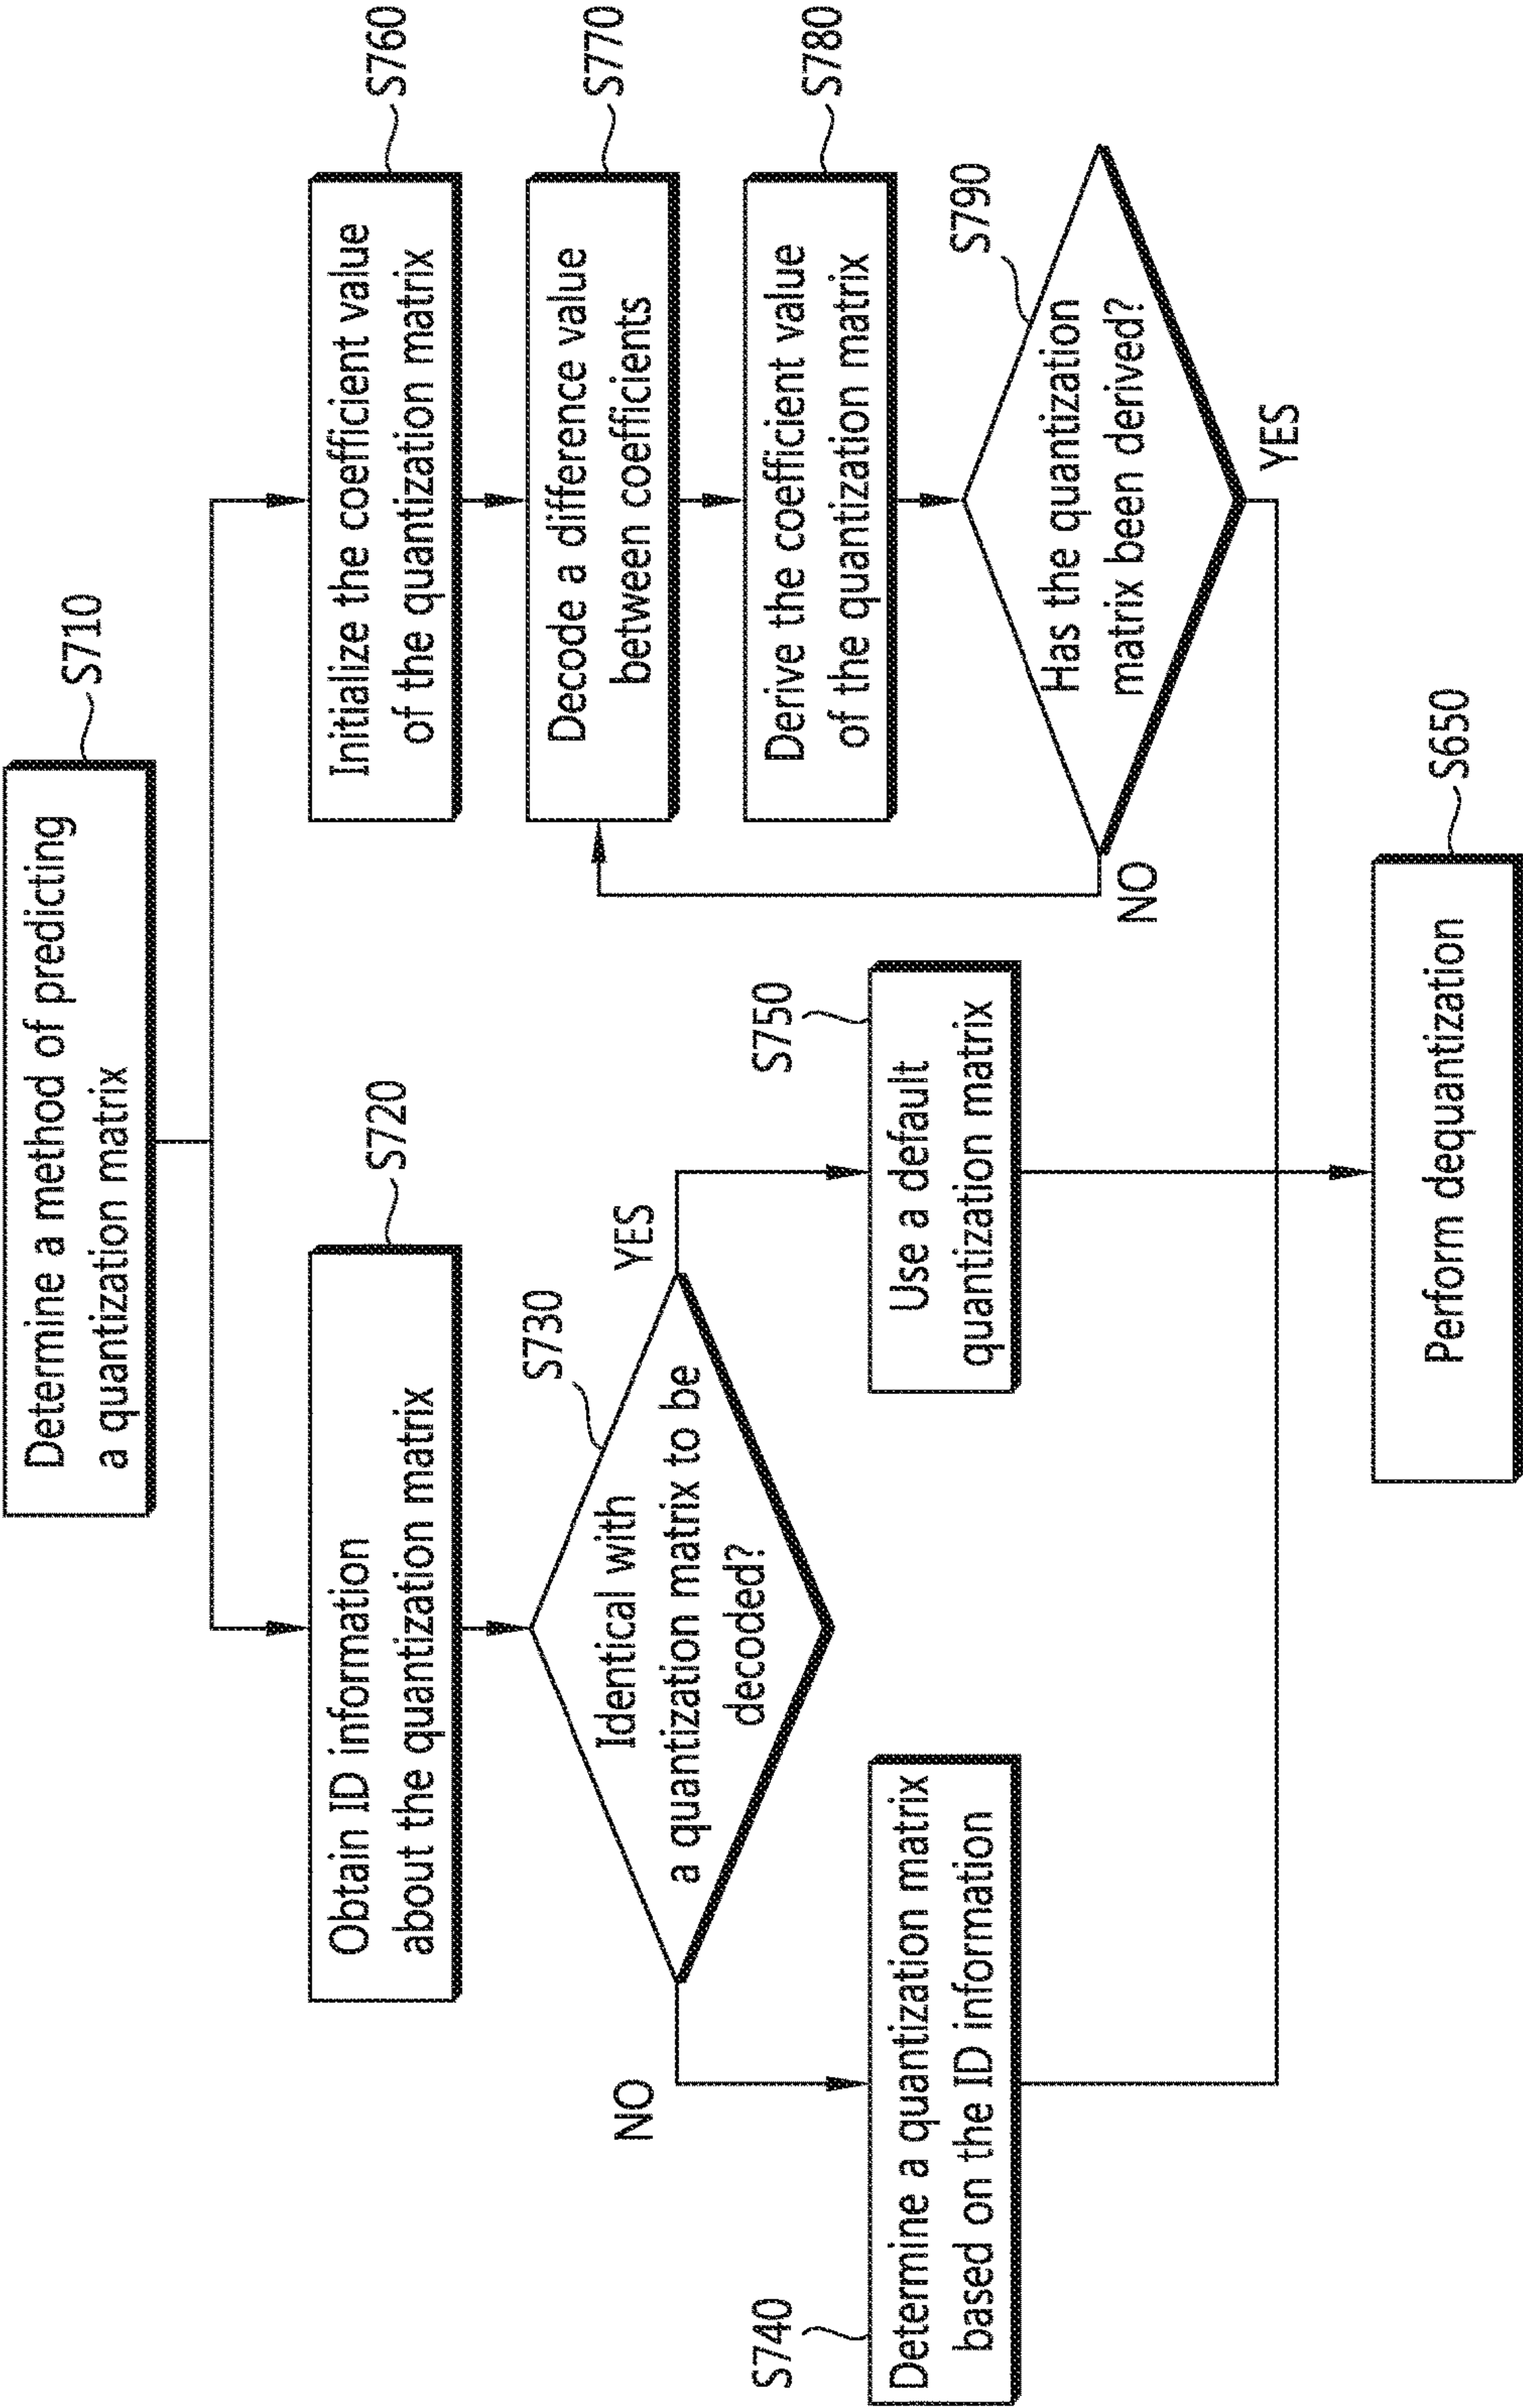 Determine a method of predicting
a quantization matrix
S710
Obtain ID information
about the quantization matrix
S720
Identical with
a quantization matrix to be
decoded?
S730
NO
YES
Determine a quantization matrix
based on the ID information
S740
Use a default
quantization matrix
S750
Initialize the coefficient value
of the quantization matrix
S760
Decode a difference value
between coefficients
S770
Derive the coefficient value
of the quantization matrix
S780
Has the quantization
matrix been derived?
S790
NO
YES
Perform dequantization
S650